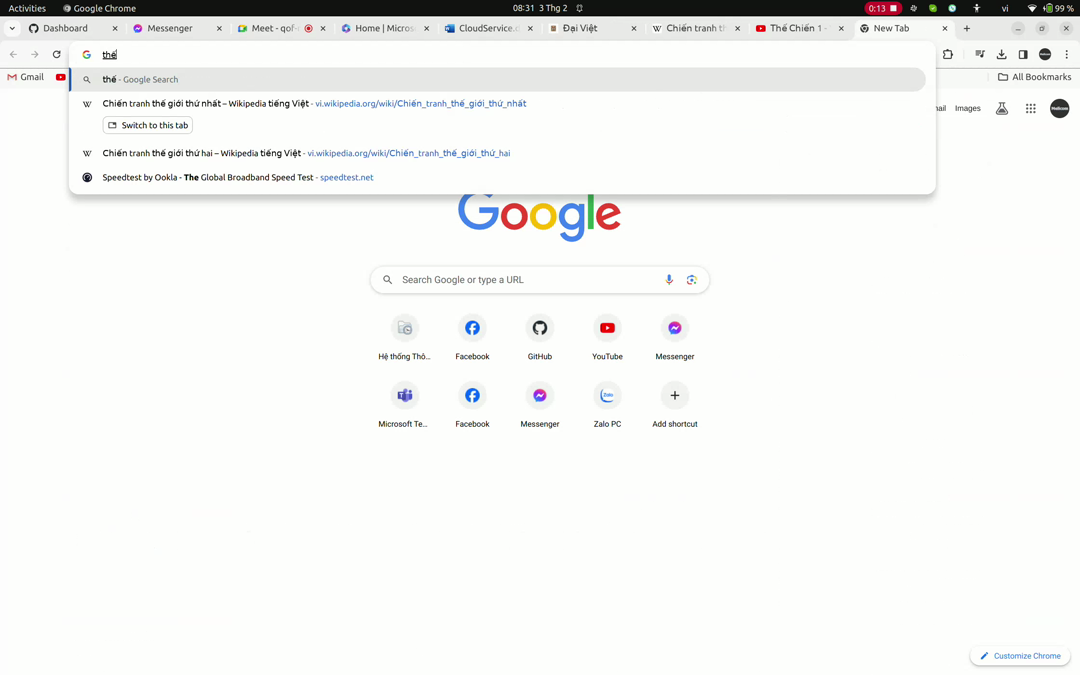 Activities
Google Chrome
08:31 3 Thg 2
0:13
vi
99 %
Dashboard
Messenger
Meet - qof-
Home | Micros
CloudService.c
Đại Việt
Chiến tranh th
Thế Chiến 1 -
New Tab
thế
Gmail
All Bookmarks
thế - Google Search
Chiến tranh thế giới thứ nhất – Wikipedia tiếng Việt - vi.wikipedia.org/wiki/Chiến_tranh_thế_giới_thứ_nhất
Switch to this tab
Chiến tranh thế giới thứ hai – Wikipedia tiếng Việt - vi.wikipedia.org/wiki/Chiến_tranh_thế_giới_thứ_hai
Speedtest by Ookla - The Global Broadband Speed Test - speedtest.net
ail
Images
Google
Search Google or type a URL
Hệ thống Thô...
Facebook
GitHub
YouTube
Messenger
Microsoft Te...
Facebook
Messenger
Zalo PC
Add shortcut
Customize Chrome